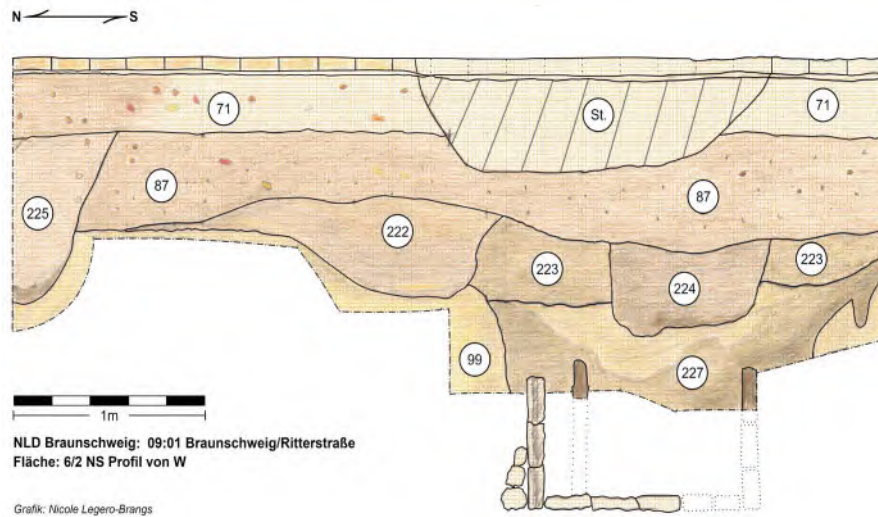 N S
71 St. 71
87 87
225 222
223 223
224
99 227
1m
NLD Braunschweig: 09:01 Braunschweig/Ritterstraße
Fläche: 6/2 NS Profil von W
Grafik: Nicole Legero-Brangs